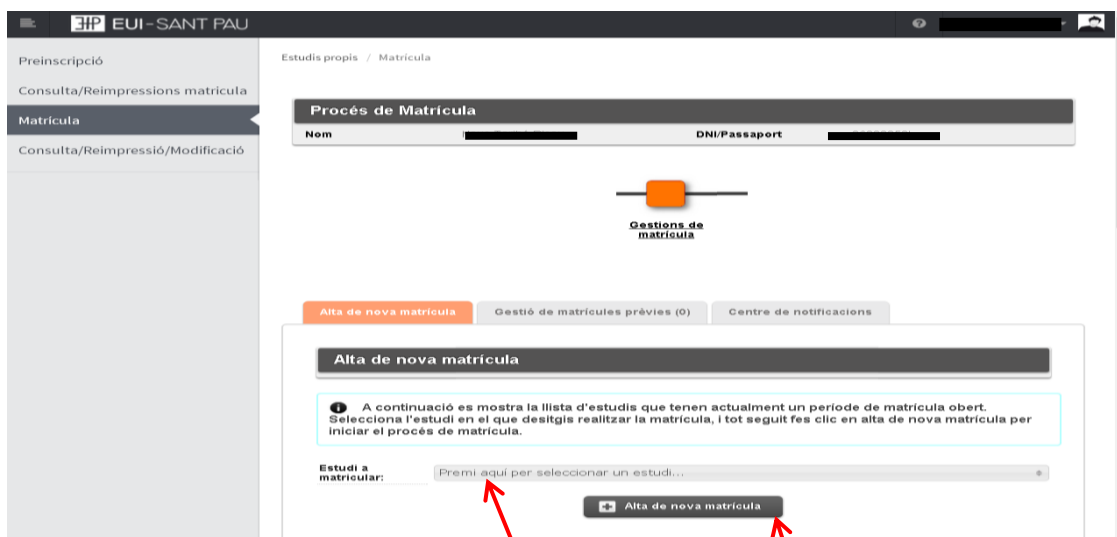 EUI-SANT PAU
Preinscripció
Consulta/Reimpressions matrícula
Matrícula
Consulta/Reimpressió/Modificació
Estudis propis / Matrícula
Procés de Matrícula
Nom
DNI/Passaport
Gestions de
matrícula
Alta de nova matrícula
Gestió de matrícules prèvies (0)
Centre de notificacions
Alta de nova matrícula
A continuació es mostra la llista d'estudis que tenen actualment un període de matrícula obert.
Selecciona l'estudi en el que desitgis realitzar la matrícula, i tot seguit fes clic en alta de nova matrícula per
iniciar el procés de matrícula.
Estudi a
matricular:
Premi aquí per seleccionar un estudi...
Alta de nova matrícula